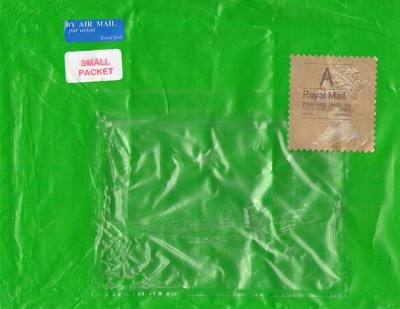 BY AIR MAIL
par avion
Royal Mail
SMALL
PACKET
A
Royal Mail
POSTAGE PAID UK